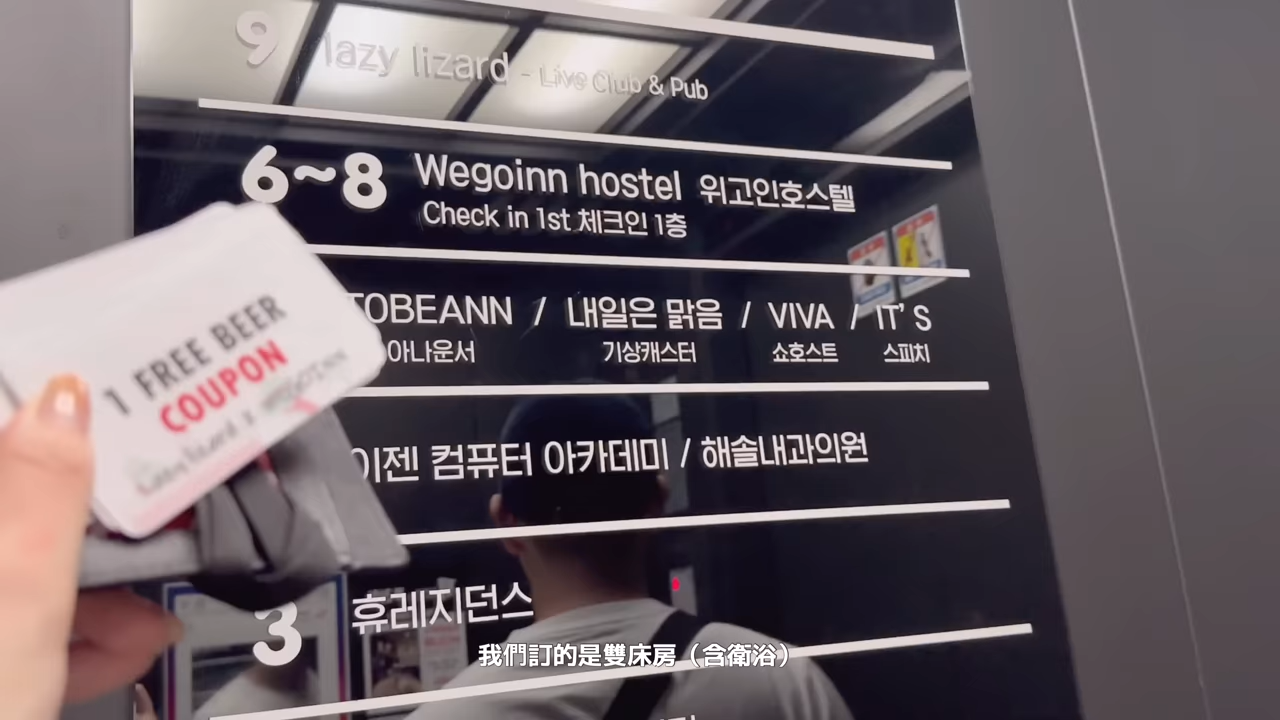 9 lazy lizard - Live Club & Pub
6~8 Wegoinn hostel 위고인호스텔
Check in 1st 체크인 1층
TOBEANN / 내일은 맑음 / VIVA / IT'S
아나운서 기상캐스터 쇼호스트 스피치
이젠 컴퓨터 아카데미 / 해솔내과의원
3 휴레지던스
1 FREE BEER
COUPON
Lazy lizard x
我們訂的是雙床房（含衛浴）